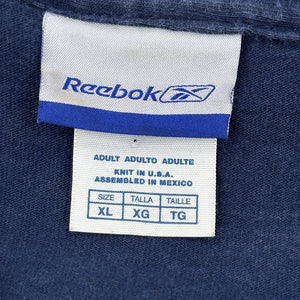 Reebok
ADULT ADULTO ADULTE
KNIT IN U.S.A.
ASSEMBLED IN MEXICO
SIZE TALLA TAILLE
XL XG TG